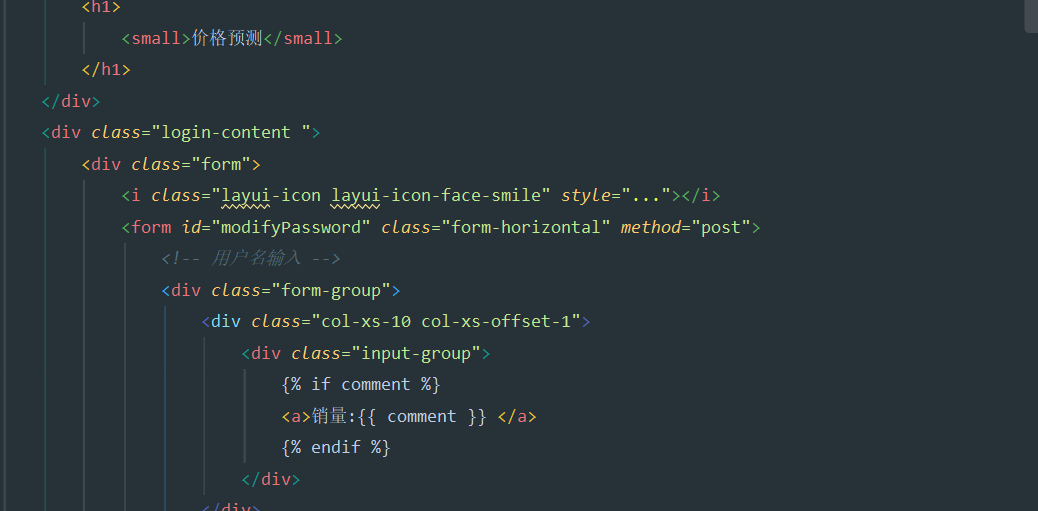 <h1>
<small>价格预测</small>
</h1>
</div>
<div class="login-content ">
<div class="form">
<i class="layui-icon layui-icon-face-smile" style="..."></i>
<form id="modifyPassword" class="form-horizontal" method="post">
<!-- 用户名输入 -->
<div class="form-group">
<div class="col-xs-10 col-xs-offset-1">
<div class="input-group">
{% if comment %}
<a>销量:{{ comment }} </a>
{% endif %}
</div>
</div>